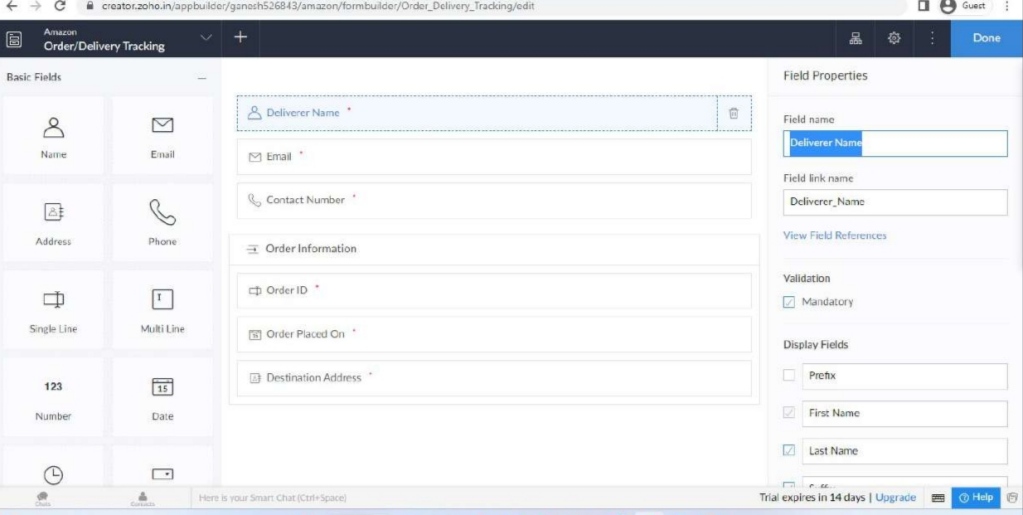 creator.zoho.in/appbuilder/ganesh526843/amazon/formbuilder/Order_Delivery_Tracking/edit
Guest
Amazon
Order/Delivery Tracking
Done
Basic Fields
Name
Email
Address
Phone
Single Line
Multi Line
123
Number
15
Date
Deliverer Name *
Email *
Contact Number *
Order Information
Order ID *
Order Placed On *
Destination Address *
Field Properties
Field name
Deliverer Name
Field link name
Deliverer_Name
View Field References
Validation
Mandatory
Display Fields
Prefix
First Name
Last Name
Chats
Contacts
Here is your Smart Chat (Ctrl+Space)
Trial expires in 14 days | Upgrade
Help